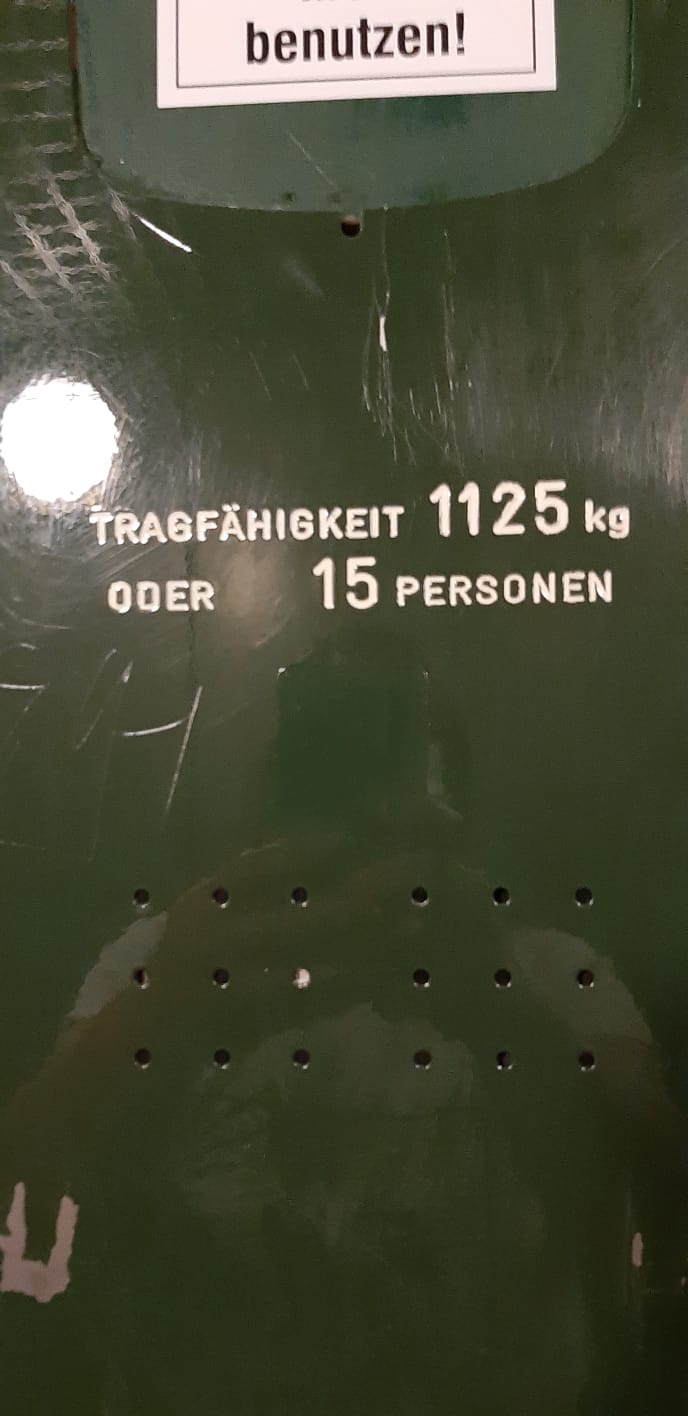 benutzen!
TRAGFÄHIGKEIT 1125 kg
ODER 15 PERSONEN